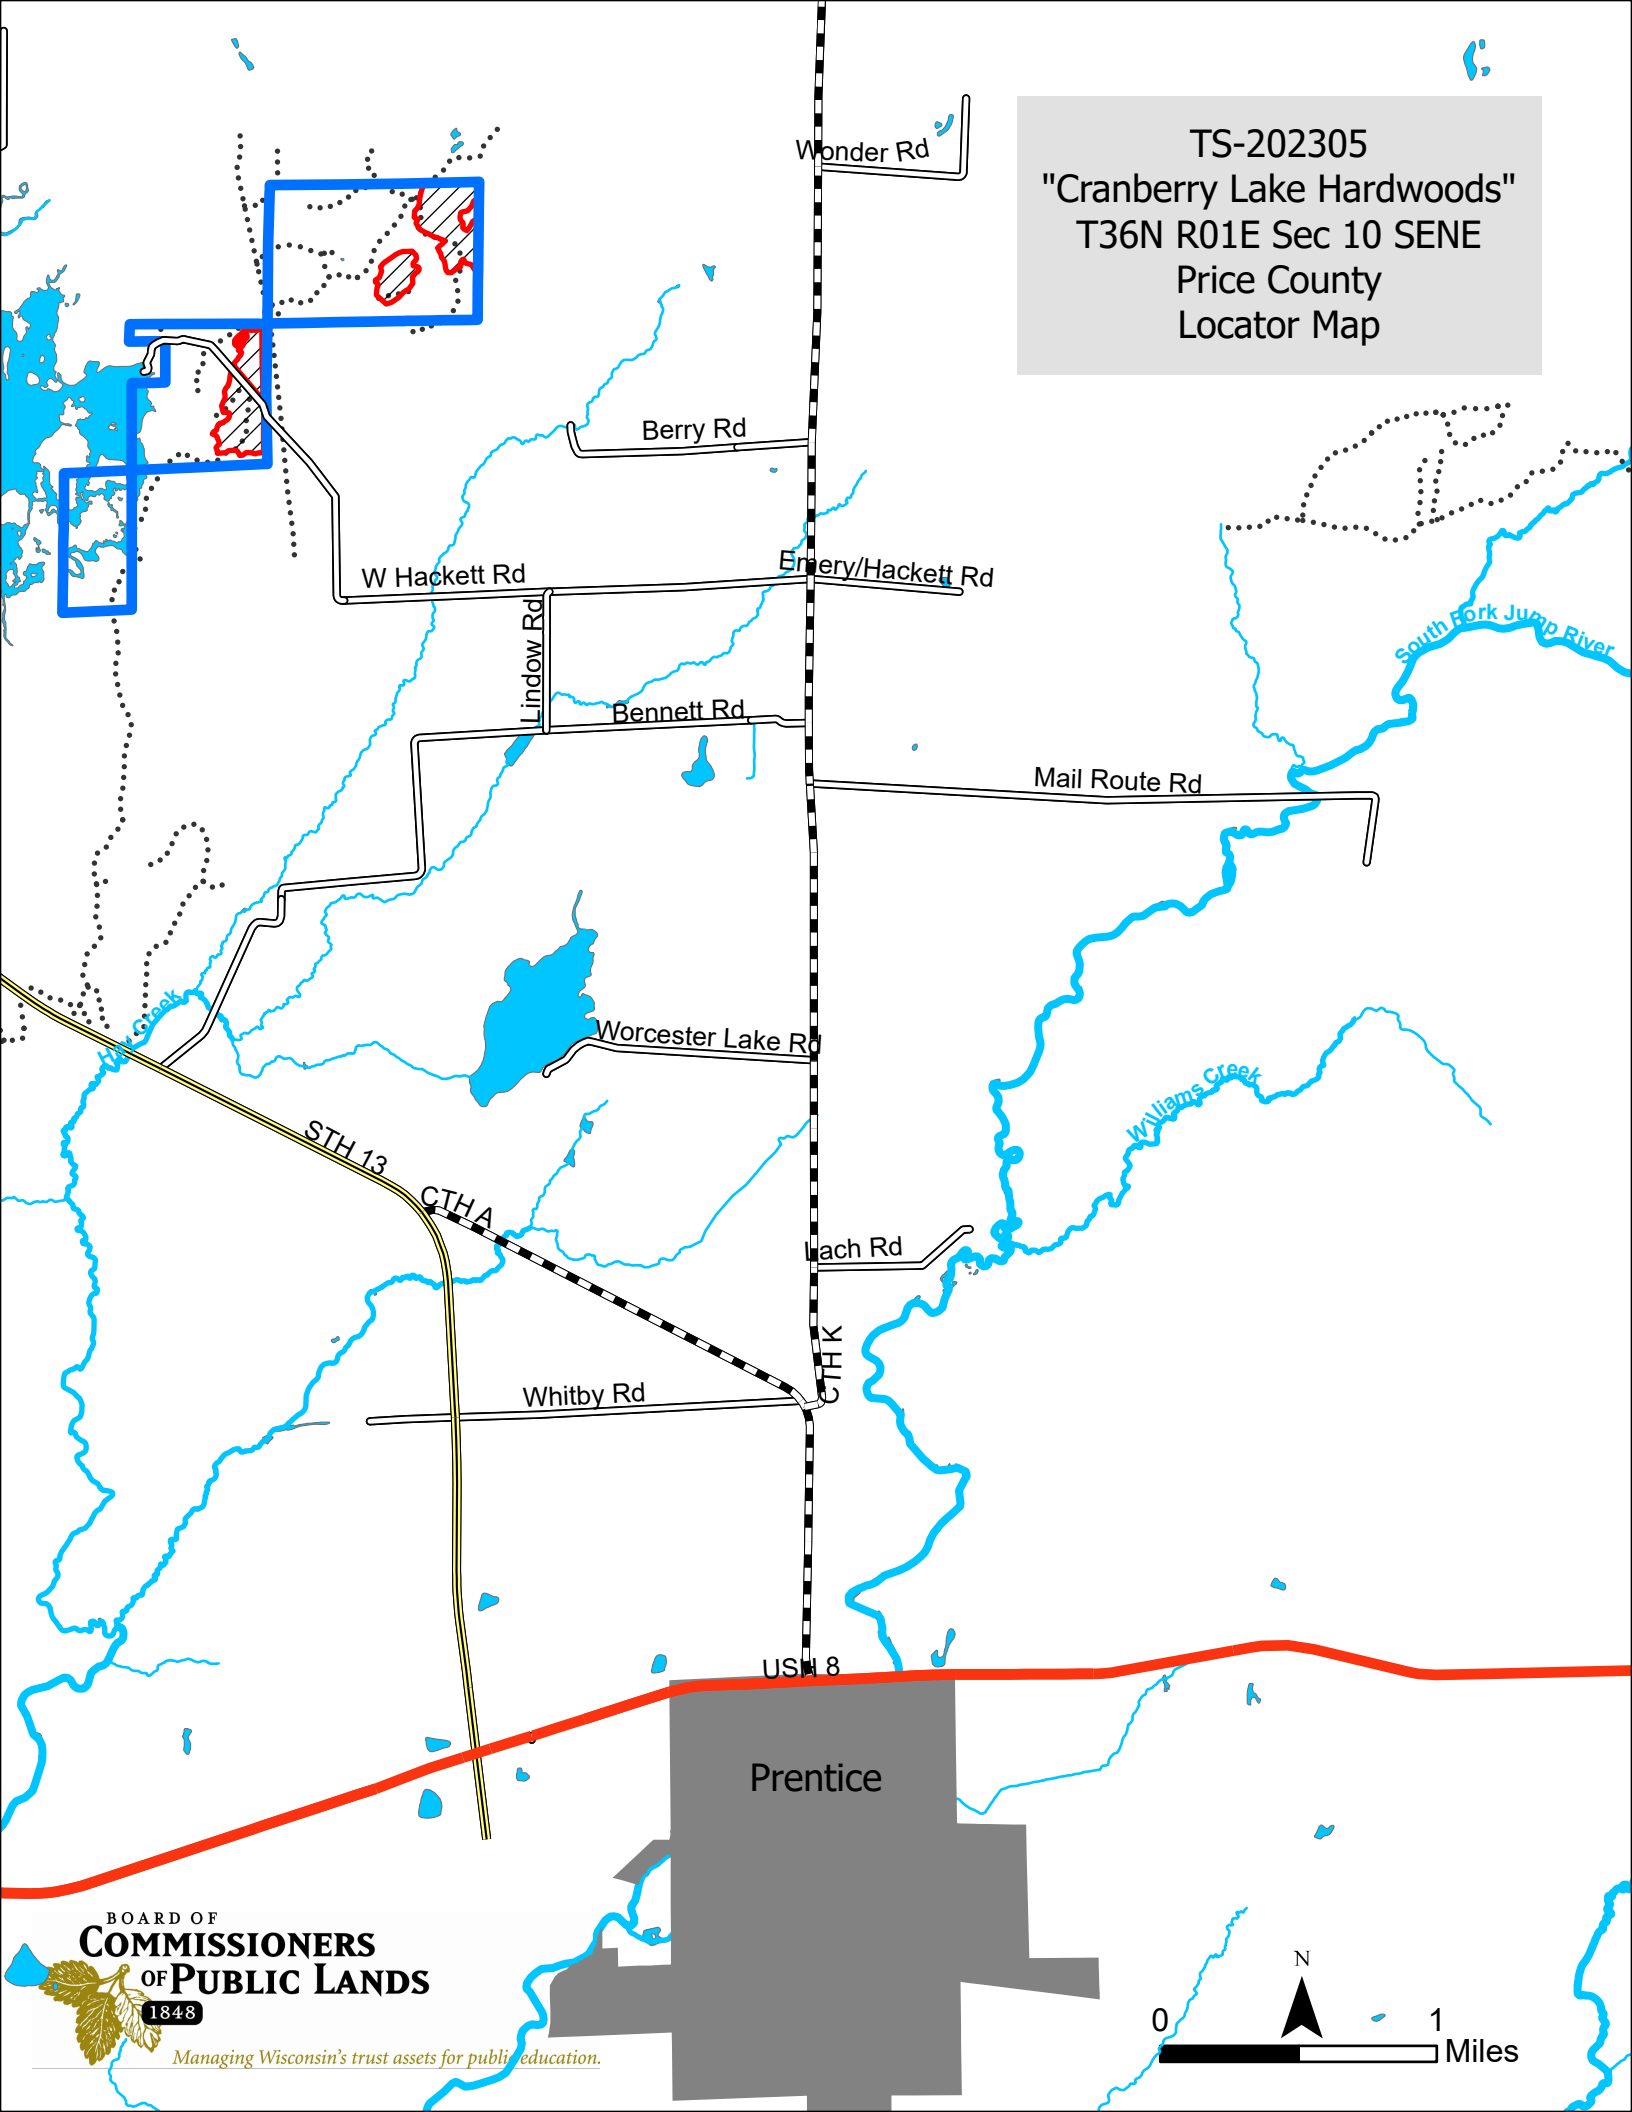 TS-202305
"Cranberry Lake Hardwoods"
T36N R01E Sec 10 SENE
Price County
Locator Map
Wonder Rd
Berry Rd
Emery/Hackett Rd
W Hackett Rd
Lindow Rd
South Fork Jump River
Bennett Rd
Mail Route Rd
Hay Creek
Worcester Lake Rd
Williams Creek
STH 13
CTH A
Lach Rd
CTH K
Whitby Rd
USH 8
Prentice
BOARD OF
COMMISSIONERS
OF PUBLIC LANDS
1848
Managing Wisconsin's trust assets for public education.
N
0 1
Miles